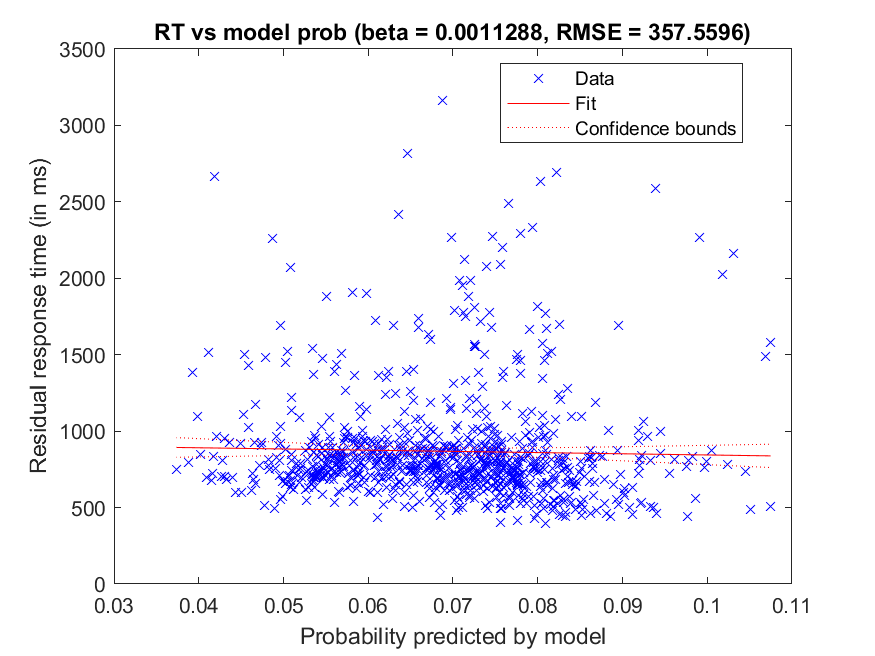 RT vs model prob (beta = 0.0011288, RMSE = 357.5596)
3500
3000
2500
2000
1500
1000
500
0
Residual response time (in ms)
Data
Fit
Confidence bounds
0.03 0.04 0.05 0.06 0.07 0.08 0.09 0.1 0.11
Probability predicted by model